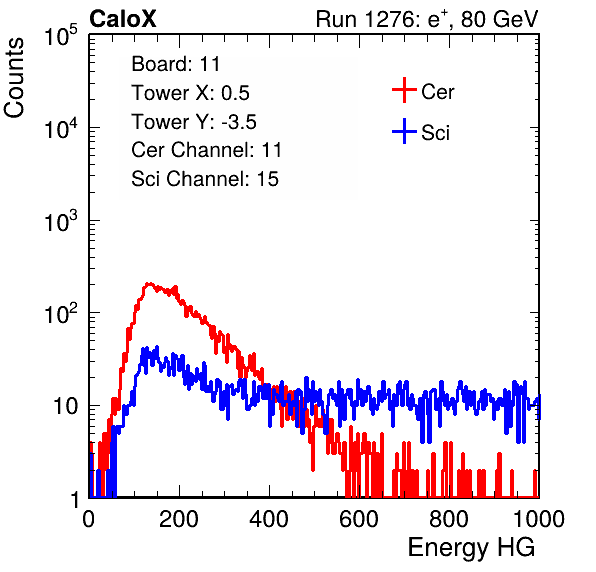 CaloX Run 1276: e⁺, 80 GeV
Counts
Board: 11
Tower X: 0.5
Tower Y: -3.5
Cer Channel: 11
Sci Channel: 15
Cer
Sci
10⁵
10⁴
10³
10²
10
1
0 200 400 600 800 1000
Energy HG